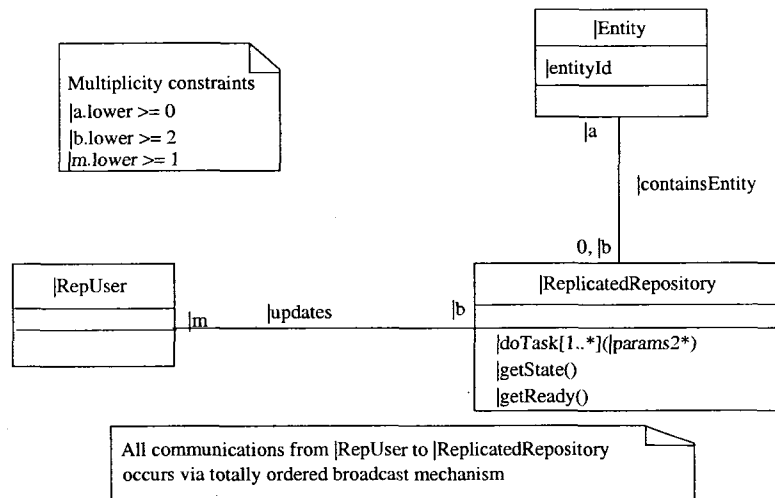 |Entity
|entityId
Multiplicity constraints
|a.lower >= 0
|b.lower >= 2
|m.lower >= 1
|a
|containsEntity
0, |b
|RepUser
|m
|updates
|b
|ReplicatedRepository
|doTask[1..*](|params2*)
|getState()
|getReady()
All communications from |RepUser to |ReplicatedRepository
occurs via totally ordered broadcast mechanism